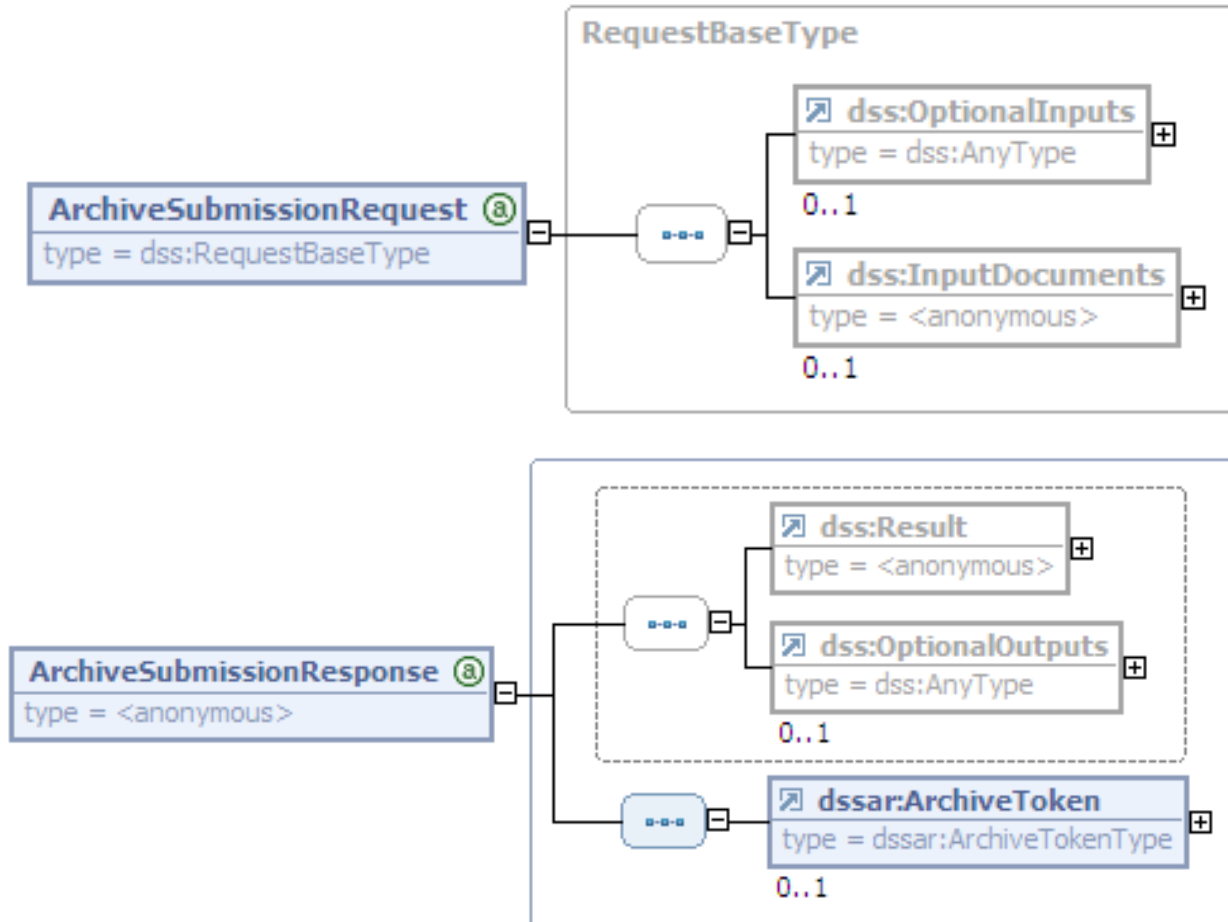 RequestBaseType
dss:OptionalInputs
type = dss:AnyType
0..1
ArchiveSubmissionRequest a
type = dss:RequestBaseType
dss:InputDocuments
type = <anonymous>
0..1
dss:Result
type = <anonymous>
dss:OptionalOutputs
type = dss:AnyType
0..1
ArchiveSubmissionResponse a
type = <anonymous>
dssar:ArchiveToken
type = dssar:ArchiveTokenType
0..1